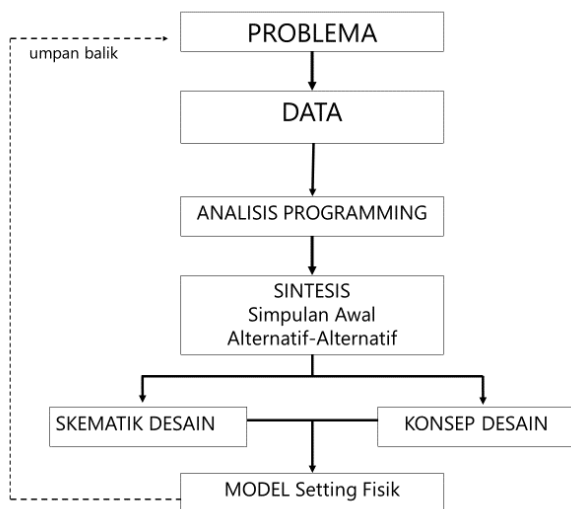 PROBLEMA
umpan balik
DATA
ANALISIS PROGRAMMING
SINTESIS
Simpulan Awal
Alternatif-Alternatif
SKEMATIK DESAIN
KONSEP DESAIN
MODEL Setting Fisik